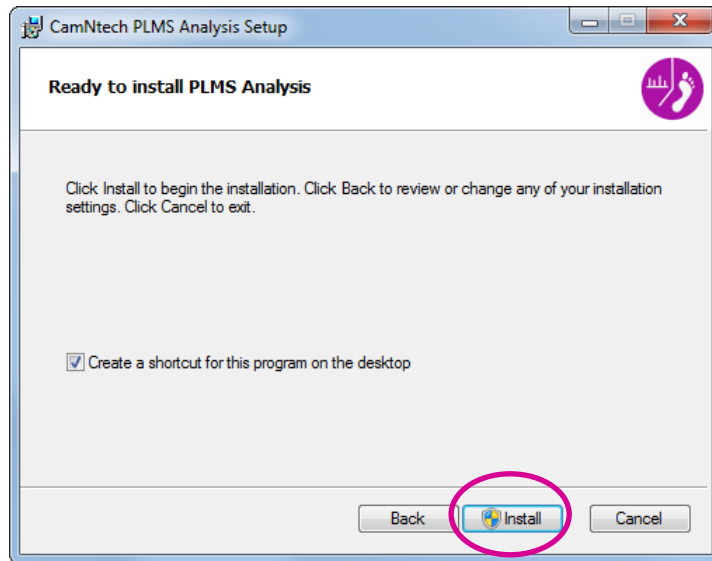 CamNtech PLMS Analysis Setup
Ready to install PLMS Analysis
Click Install to begin the installation. Click Back to review or change any of your installation
settings. Click Cancel to exit.
Create a shortcut for this program on the desktop
Back
Install
Cancel